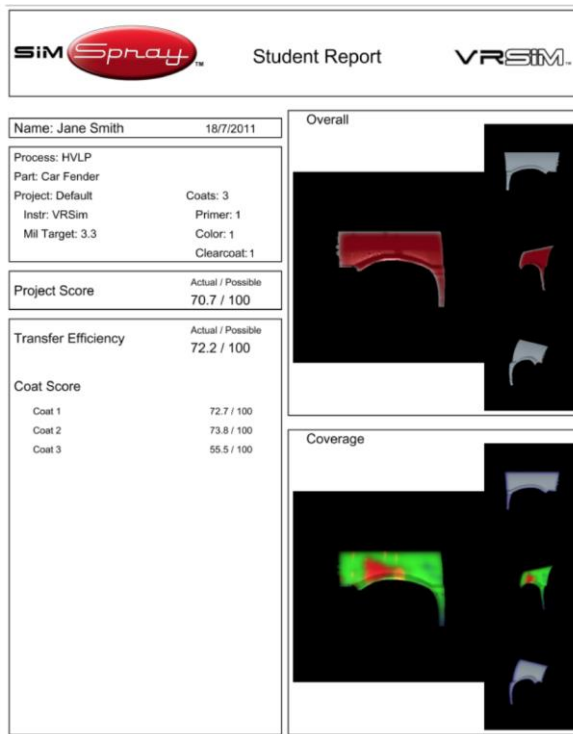 SiM Spray™
Student Report
VRSiM™
Name: Jane Smith 18/7/2011
Process: HVLP
Part: Car Fender
Project: Default Coats: 3
Instr: VRSim Primer: 1
Mil Target: 3.3 Color: 1
Clearcoat:1
Project Score
Actual / Possible
70.7 / 100
Transfer Efficiency
Actual / Possible
72.2 / 100
Coat Score
Coat 1 72.7 / 100
Coat 2 73.8 / 100
Coat 3 55.5 / 100
Overall
Coverage